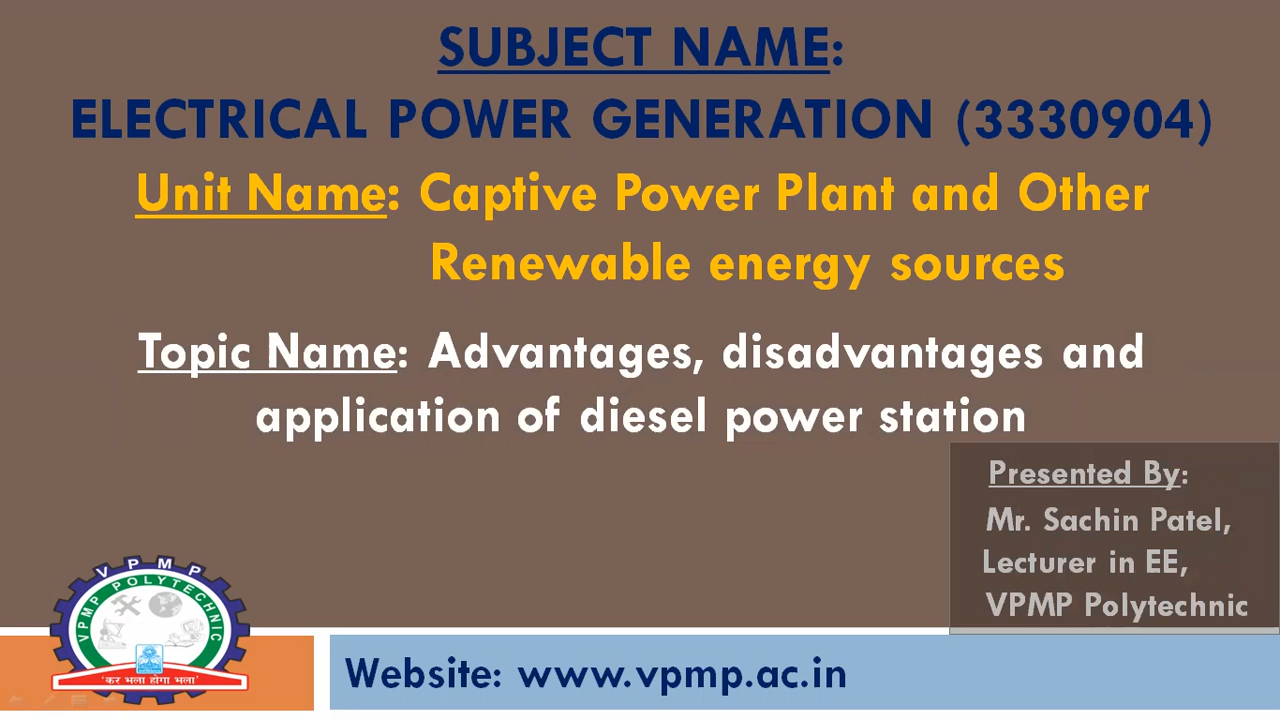 SUBJECT NAME:
ELECTRICAL POWER GENERATION (3330904)
Unit Name: Captive Power Plant and Other
Renewable energy sources
Topic Name: Advantages, disadvantages and
application of diesel power station
Presented By:
Mr. Sachin Patel,
Lecturer in EE,
VPMP Polytechnic
VPMP
VPMP POLYTECHNIC
"कर भला होगा भला"
Website: www.vpmp.ac.in